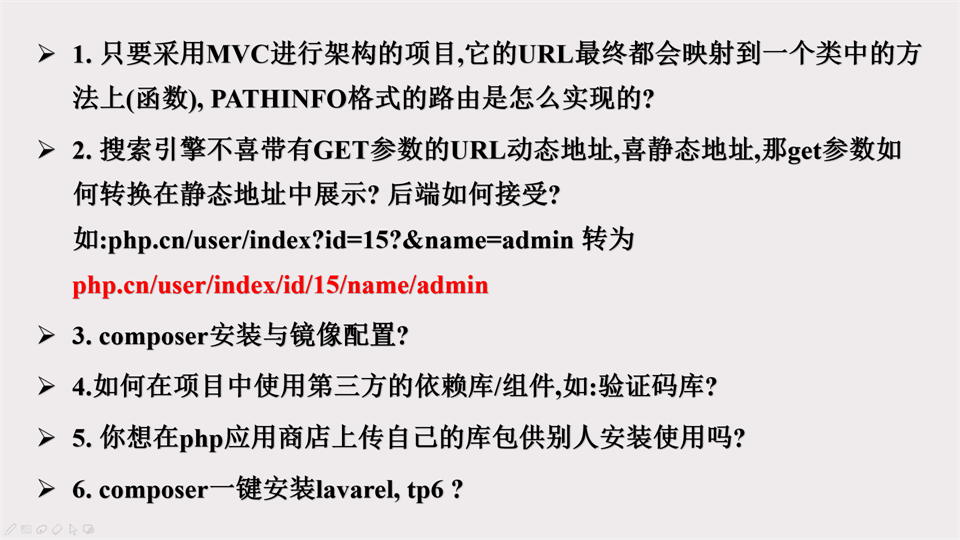 ➢ 1. 只要采用MVC进行架构的项目,它的URL最终都会映射到一个类中的方
法上(函数), PATHINFO格式的路由是怎么实现的?
➢ 2. 搜索引擎不喜带有GET参数的URL动态地址,喜静态地址,那get参数如
何转换在静态地址中展示? 后端如何接受?
如:php.cn/user/index?id=15?&name=admin 转为
php.cn/user/index/id/15/name/admin
➢ 3. composer安装与镜像配置?
➢ 4.如何在项目中使用第三方的依赖库/组件,如:验证码库?
➢ 5. 你想在php应用商店上传自己的库包供别人安装使用吗?
➢ 6. composer一键安装lavarel, tp6 ?